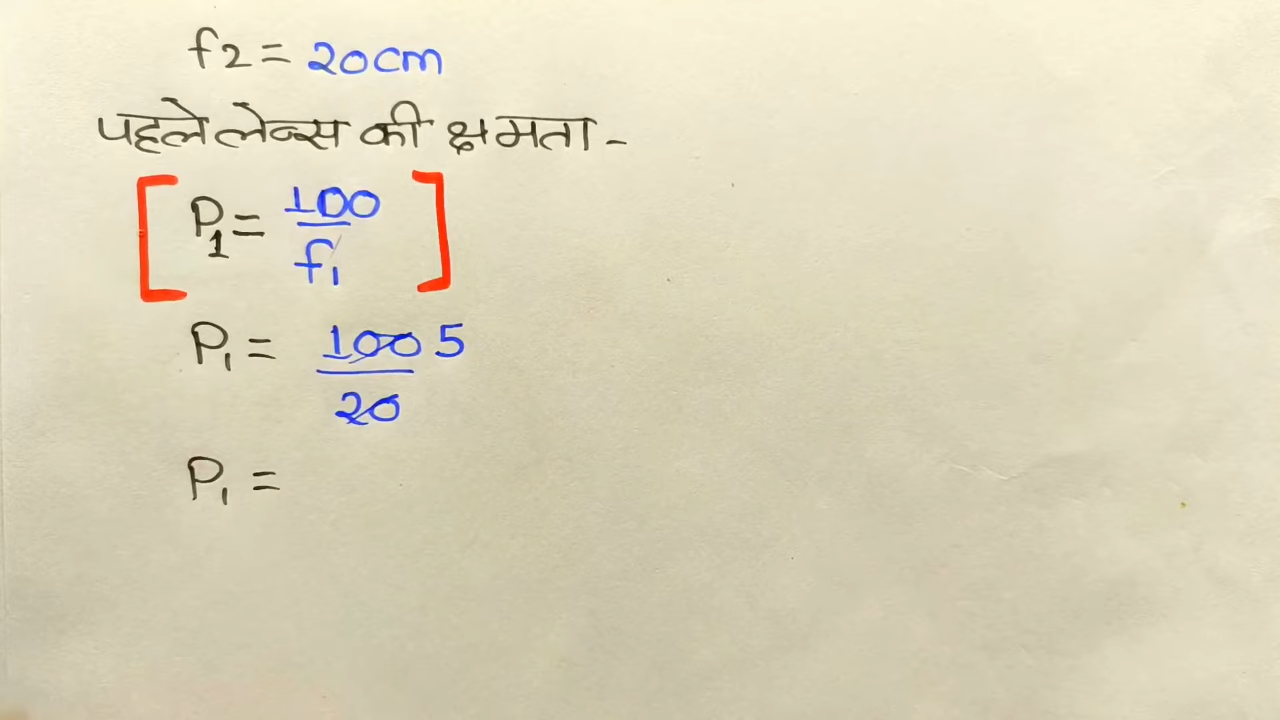 f2 = 20cm
पहले लेन्स की क्षमता -
[ P1 = 100/f1 ]
P1 = 100/20 5
P1 =